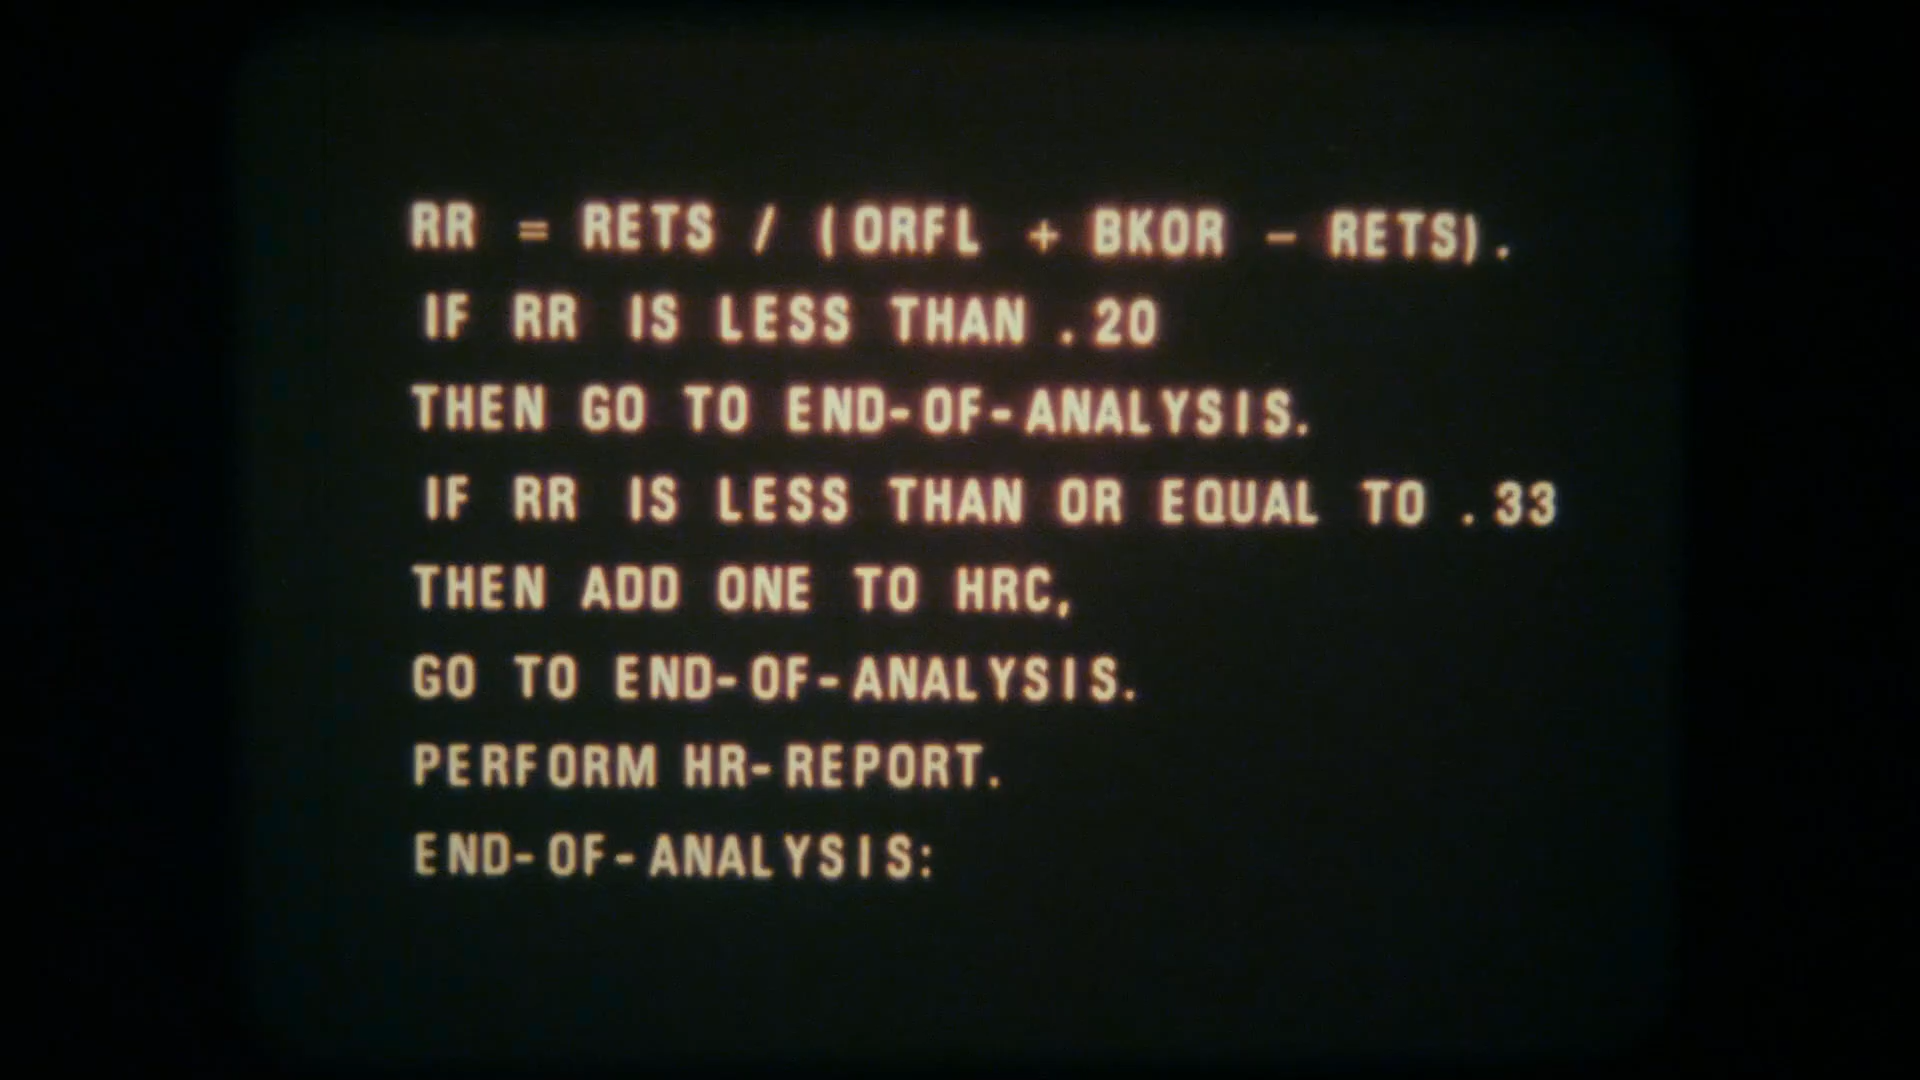 RR = RETS / (ORFL + BKOR - RETS).
IF RR IS LESS THAN .20
THEN GO TO END-OF-ANALYSIS.
IF RR IS LESS THAN OR EQUAL TO .33
THEN ADD ONE TO HRC,
GO TO END-OF-ANALYSIS.
PERFORM HR-REPORT.
END-OF-ANALYSIS: